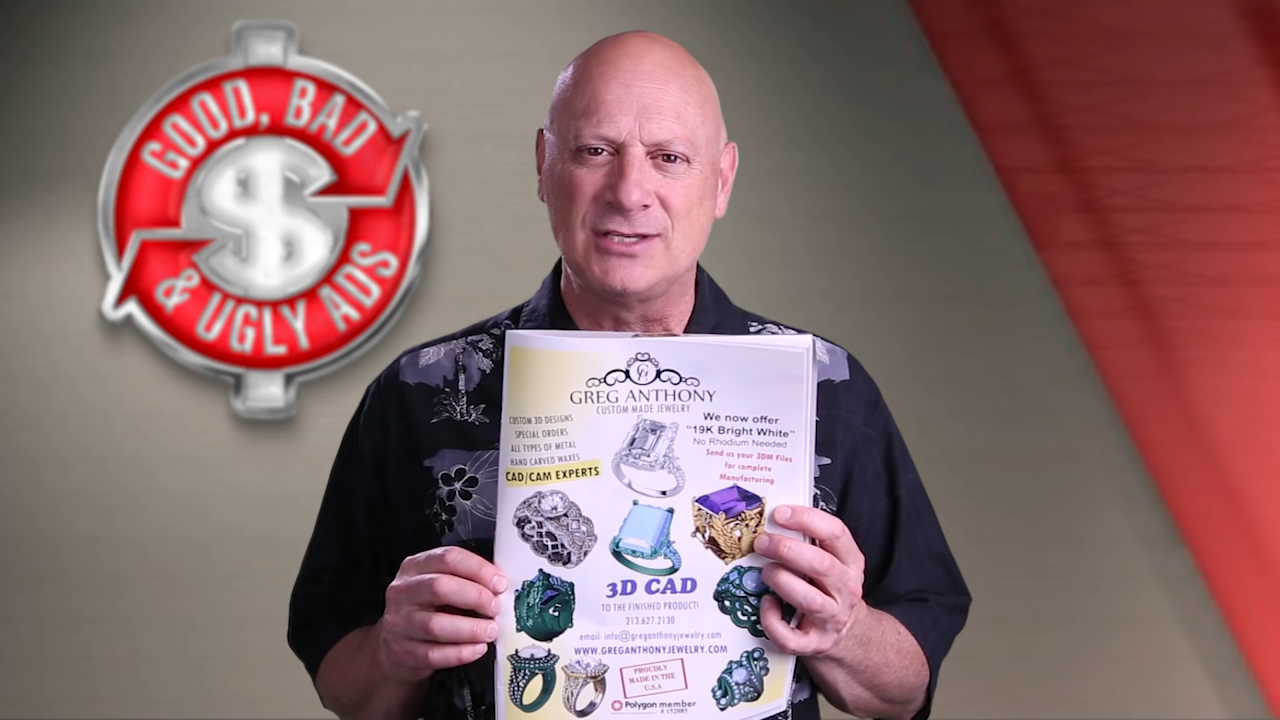 GOOD, BAD
$
& UGLY ADS
GREG ANTHONY
CUSTOM MADE JEWELRY
CUSTOM 3D DESIGNS
SPECIAL ORDERS
ALL TYPES OF METAL
HAND CARVED WAXES
CAD/CAM EXPERTS
We now offer
"19K Bright White"
No Rhodium Needed
Send us your 3DM Files
for complete
Manufacturing
3D CAD
TO THE FINISHED PRODUCT!
213.627.2130
email: info@greganthonyjewelry.com
WWW.GREGANTHONYJEWELRY.COM
PROUDLY
MADE IN THE
U.S.A
Polygon member
# 152085